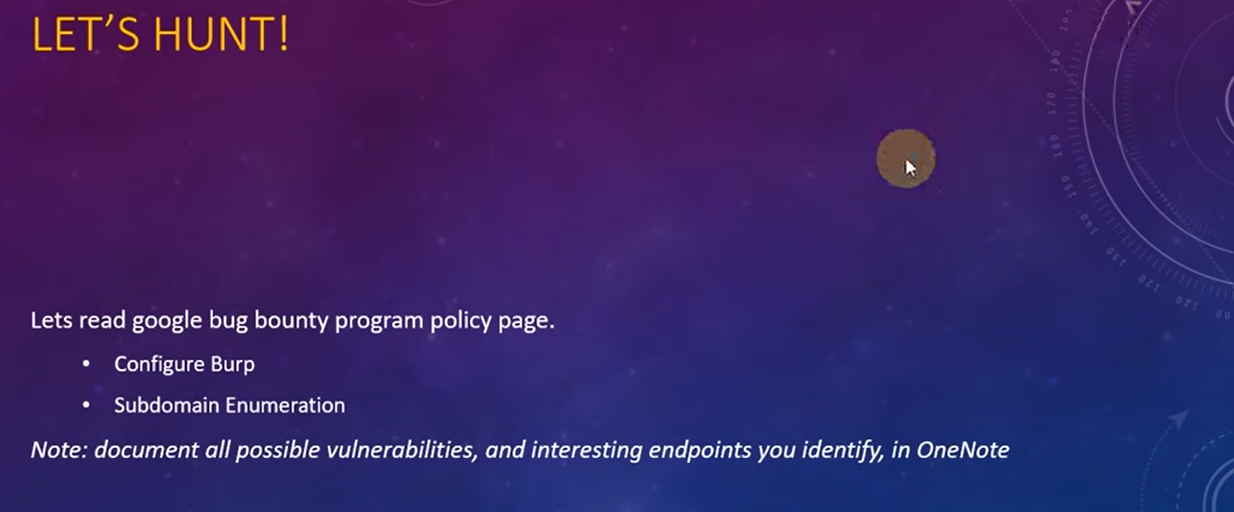 LET'S HUNT!
Lets read google bug bounty program policy page.
• Configure Burp
• Subdomain Enumeration
Note: document all possible vulnerabilities, and interesting endpoints you identify, in OneNote